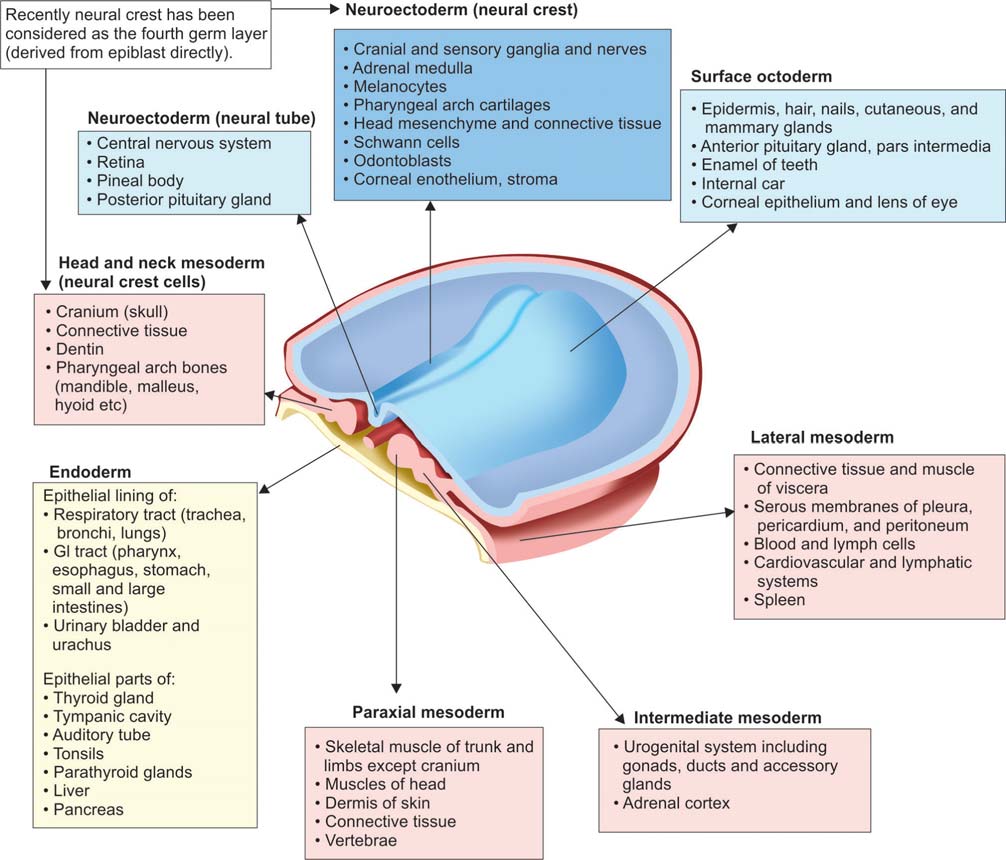 Recently neural crest has been
considered as the fourth germ layer
(derived from epiblast directly).
Neuroectoderm (neural crest)
• Cranial and sensory ganglia and nerves
• Adrenal medulla
• Melanocytes
• Pharyngeal arch cartilages
• Head mesenchyme and connective tissue
• Schwann cells
• Odontoblasts
• Corneal enothelium, stroma
Surface octoderm
• Epidermis, hair, nails, cutaneous, and
mammary glands
• Anterior pituitary gland, pars intermedia
• Enamel of teeth
• Internal car
• Corneal epithelium and lens of eye
Neuroectoderm (neural tube)
• Central nervous system
• Retina
• Pineal body
• Posterior pituitary gland
Head and neck mesoderm
(neural crest cells)
• Cranium (skull)
• Connective tissue
• Dentin
• Pharyngeal arch bones
(mandible, malleus,
hyoid etc)
Endoderm
Epithelial lining of:
• Respiratory tract (trachea,
bronchi, lungs)
• GI tract (pharynx,
esophagus, stomach,
small and large
intestines)
• Urinary bladder and
urachus
Epithelial parts of:
• Thyroid gland
• Tympanic cavity
• Auditory tube
• Tonsils
• Parathyroid glands
• Liver
• Pancreas
Lateral mesoderm
• Connective tissue and muscle
of viscera
• Serous membranes of pleura,
pericardium, and peritoneum
• Blood and lymph cells
• Cardiovascular and lymphatic
systems
• Spleen
Paraxial mesoderm
• Skeletal muscle of trunk and
limbs except cranium
• Muscles of head
• Dermis of skin
• Connective tissue
• Vertebrae
Intermediate mesoderm
• Urogenital system including
gonads, ducts and accessory
glands
• Adrenal cortex